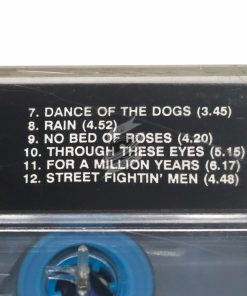 7. DANCE OF THE DOGS (3.45)
8. RAIN (4.52)
9. NO BED OF ROSES (4.20)
10. THROUGH THESE EYES (5.15)
11. FOR A MILLION YEARS (6.17)
12. STREET FIGHTIN' MEN (4.48)